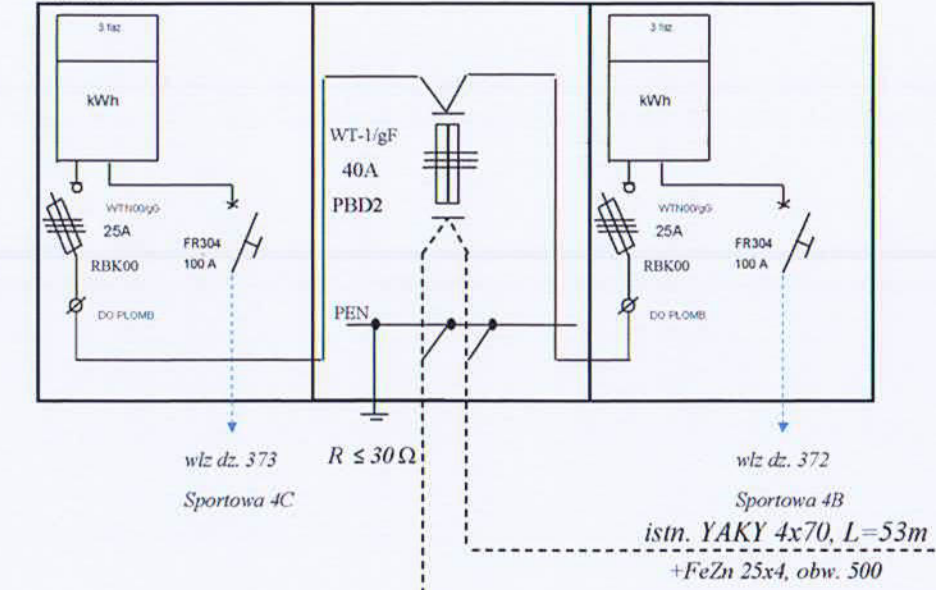 3 faz.
kWh
WTN00/gG
25A
RBK00
DO PLOMB
FR304
100 A
WT-1/gF
40A
PBD2
PEN
R ≤ 30 Ω
3 faz.
kWh
WTN00/gG
25A
RBK00
DO PLOMB
FR304
100 A
wlz dz. 373
Sportowa 4C
wlz dz. 372
Sportowa 4B
istn. YAKY 4x70, L=53m
+FeZn 25x4, obw. 500